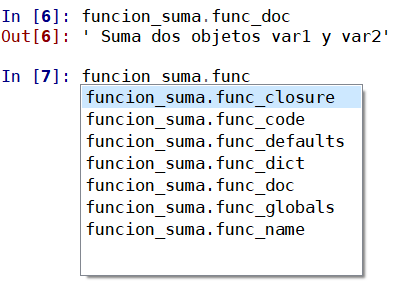 In [6]: funcion_suma.func_doc
Out[6]: ' Suma dos objetos var1 y var2'
In [7]: funcion_suma.func
funcion_suma.func_closure
funcion_suma.func_code
funcion_suma.func_defaults
funcion_suma.func_dict
funcion_suma.func_doc
funcion_suma.func_globals
funcion_suma.func_name